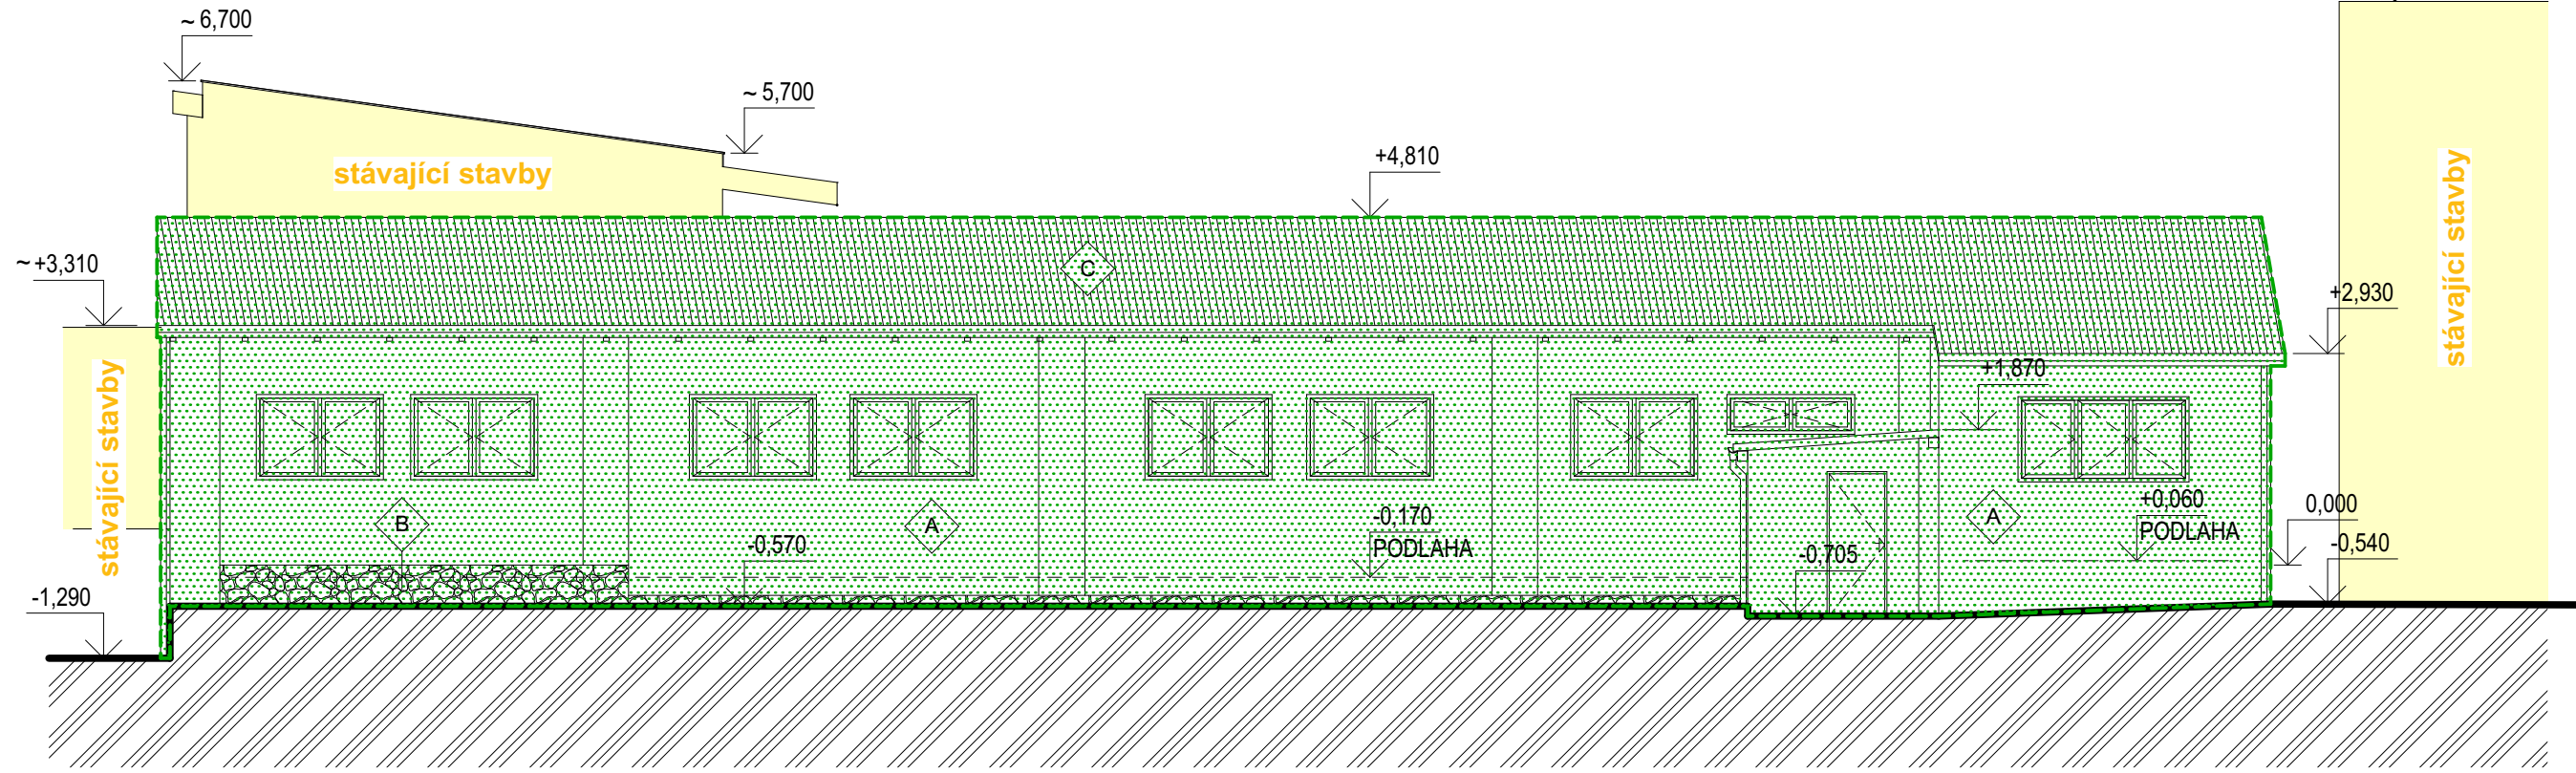 ~ 6,700
~ 5,700
stávající stavby
+4,810
~ +3,310
C
+2,930
stávající stavby
stávající stavby
+1,870
B
A
-0,170
PODLAHA
A
+0,060
PODLAHA
0,000
-0,570
-0,705
-0,540
-1,290